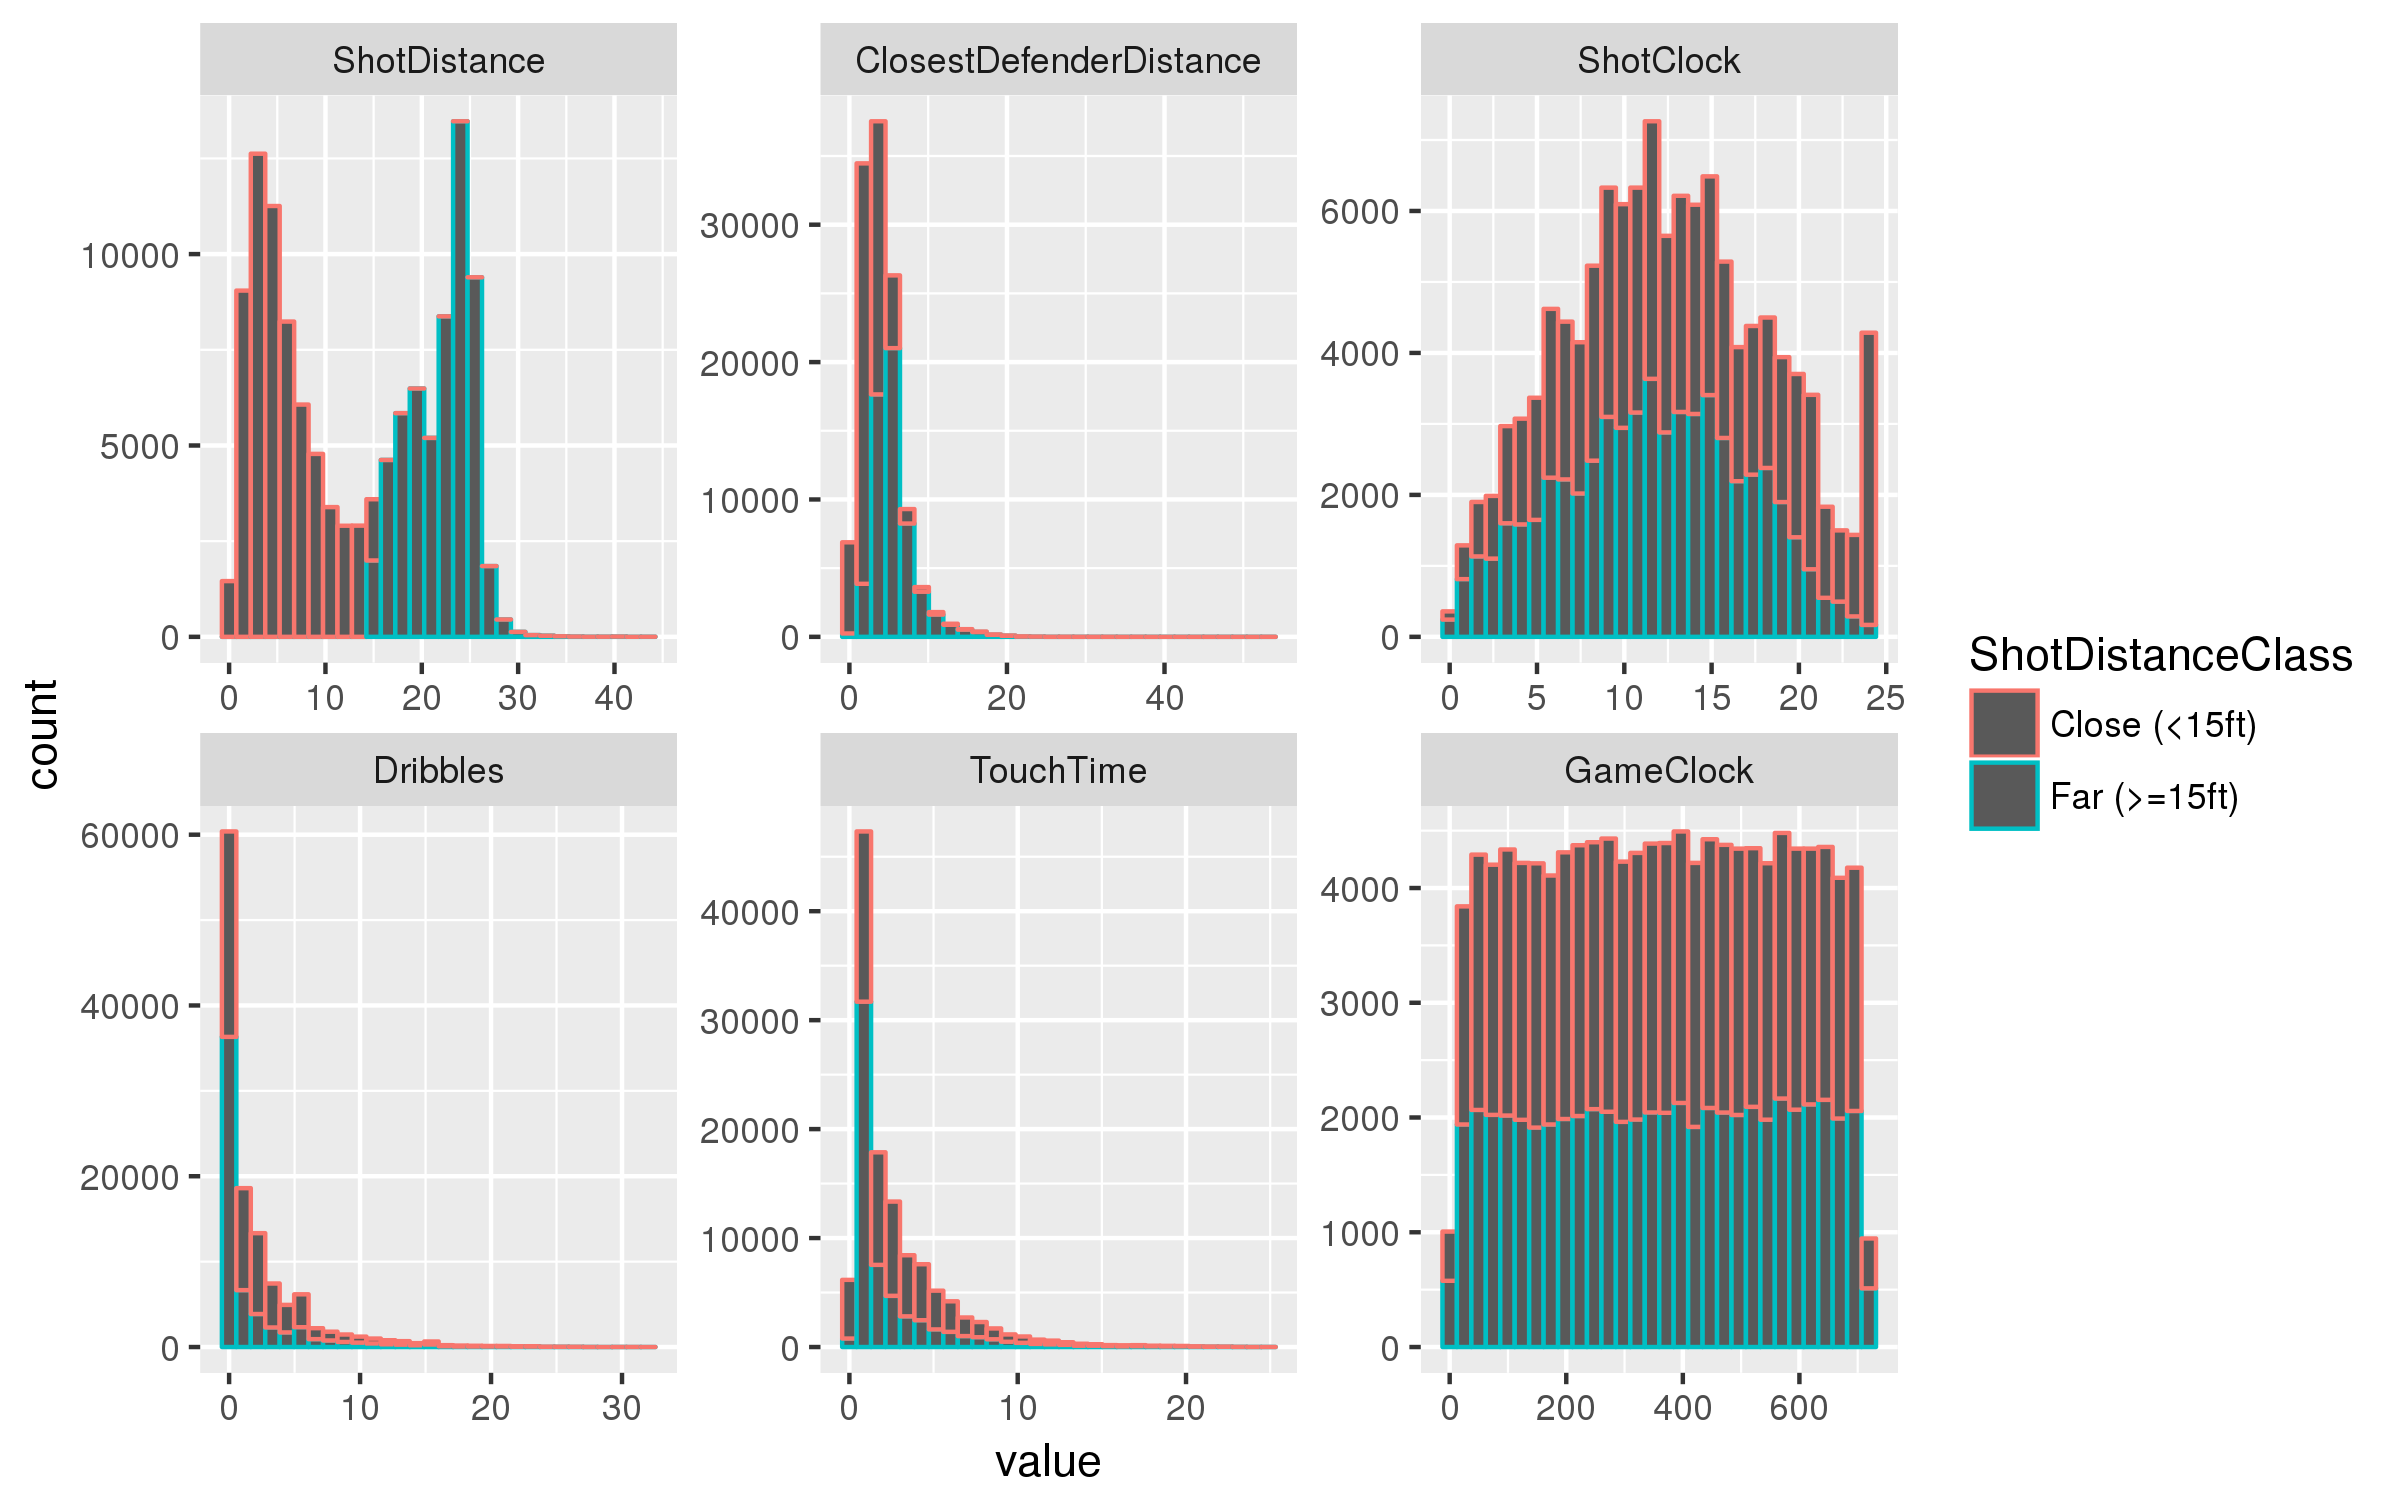 ShotDistance
ClosestDefenderDistance
ShotClock
10000
5000
0
0 10 20 30 40
30000
20000
10000
0
0 20 40
6000
4000
2000
0
0 5 10 15 20 25
Dribbles
TouchTime
GameClock
60000
40000
20000
0
0 10 20 30
40000
30000
20000
10000
0
0 10 20
4000
3000
2000
1000
0
0 200 400 600
count
value
ShotDistanceClass
Close (<15ft)
Far (>=15ft)